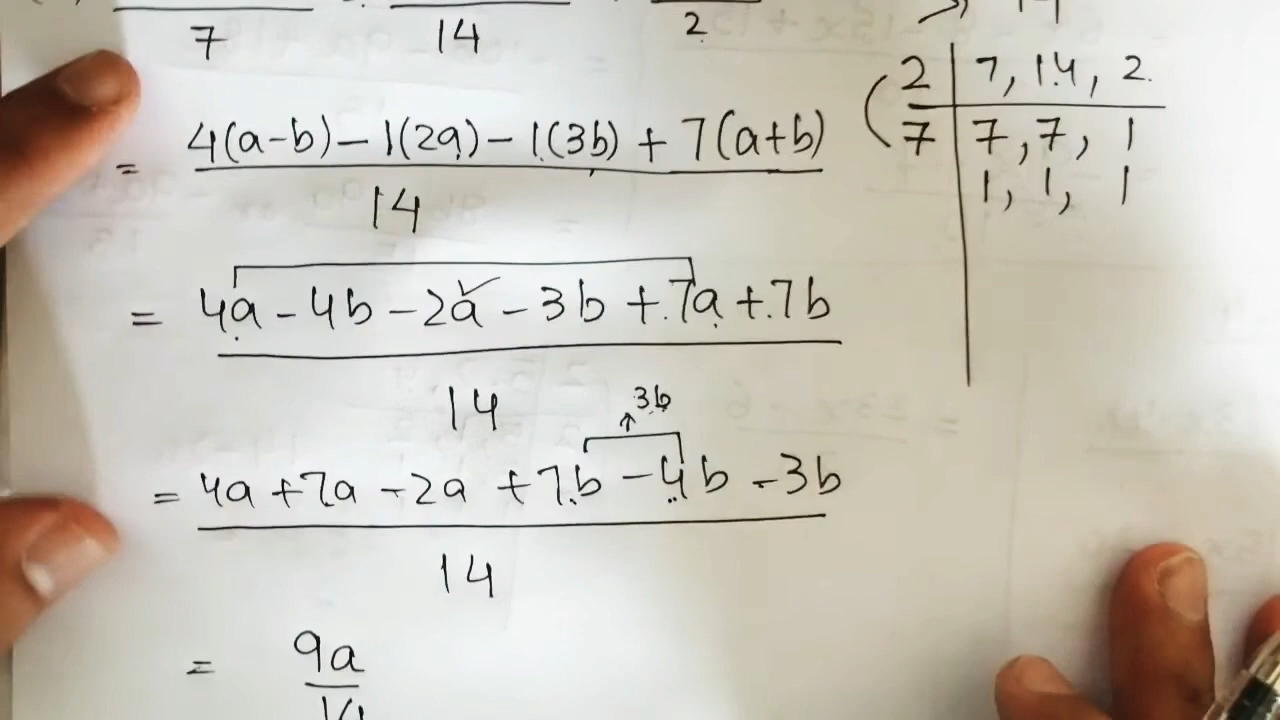 7 14 2
= 4(a-b) - 1(2a) - 1(3b) + 7(a+b)
14
= 4a - 4b - 2a - 3b + 7a + 7b
14
3b
= 4a + 7a - 2a + 7b - 4b - 3b
14
= 9a
14
2 | 7, 14, 2
7 | 7, 7, 1
1, 1, 1